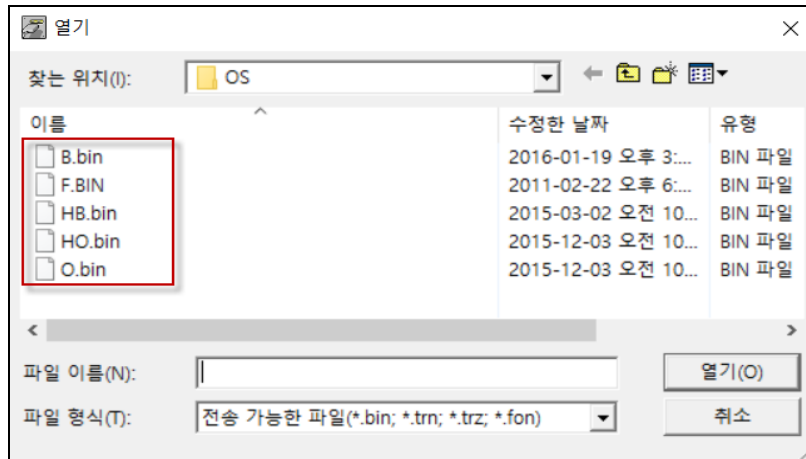 열기
찾는 위치(I): OS
이름 수정한 날짜 유형
B.bin 2016-01-19 오후 3:... BIN 파일
F.BIN 2011-02-22 오후 6:... BIN 파일
HB.bin 2015-03-02 오전 10... BIN 파일
HO.bin 2015-12-03 오전 10... BIN 파일
O.bin 2015-12-03 오전 10... BIN 파일
파일 이름(N): 열기(O)
파일 형식(T): 전송 가능한 파일(*.bin; *.trn; *.trz; *.fon) 취소